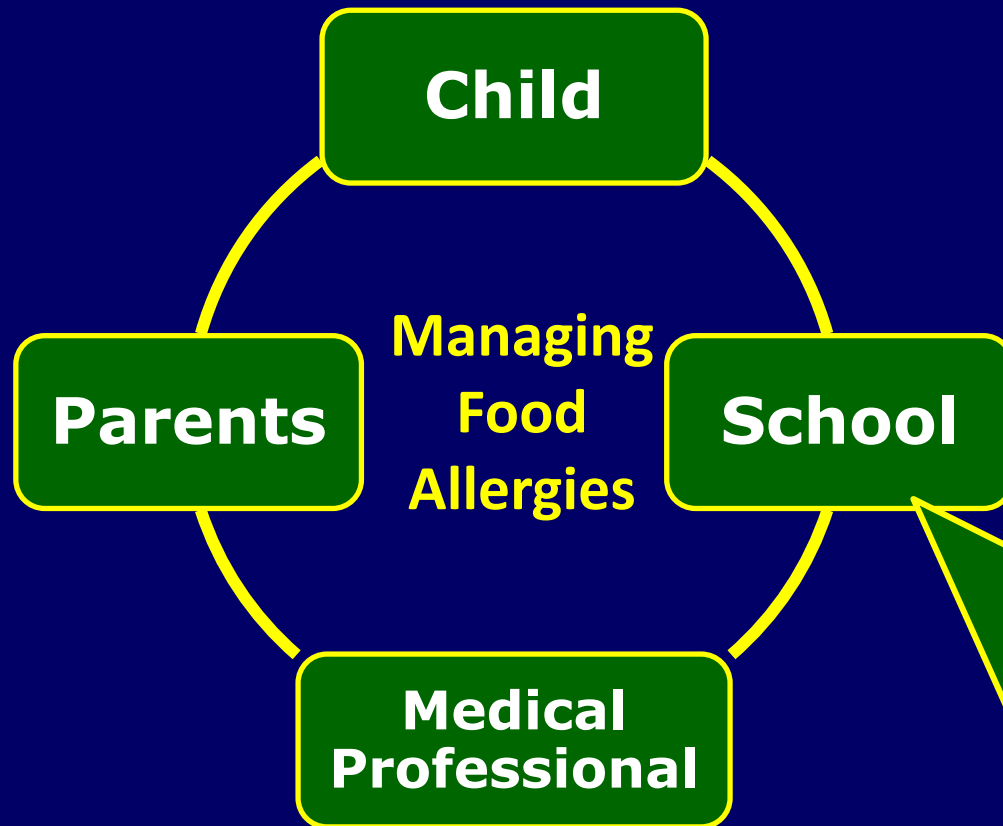 Child
Managing
Food
Allergies
Parents
School
Medical
Professional